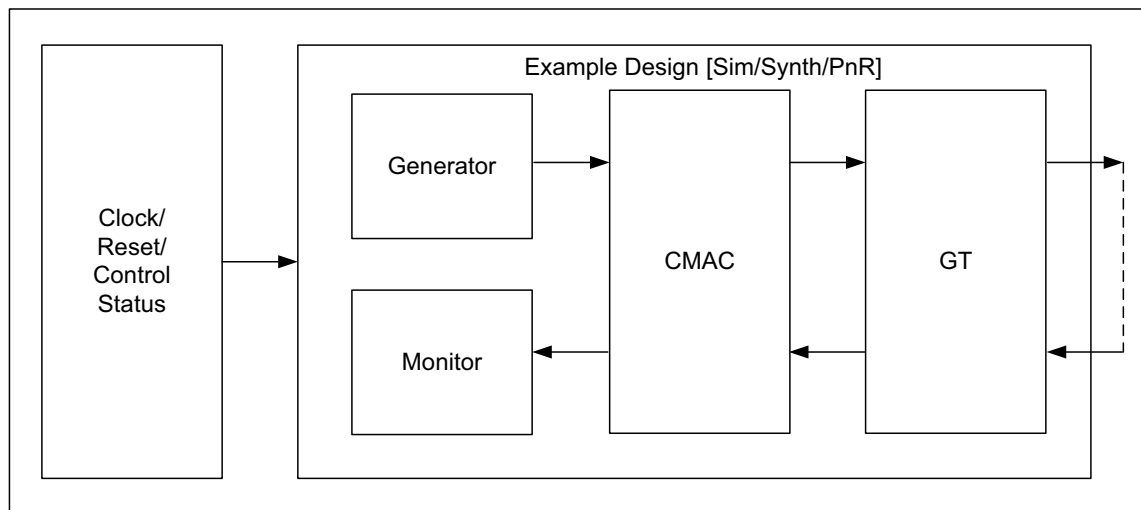 Example Design [Sim/Synth/PnR]
Generator
Clock/
Reset/
Control
Status
CMAC
GT
Monitor